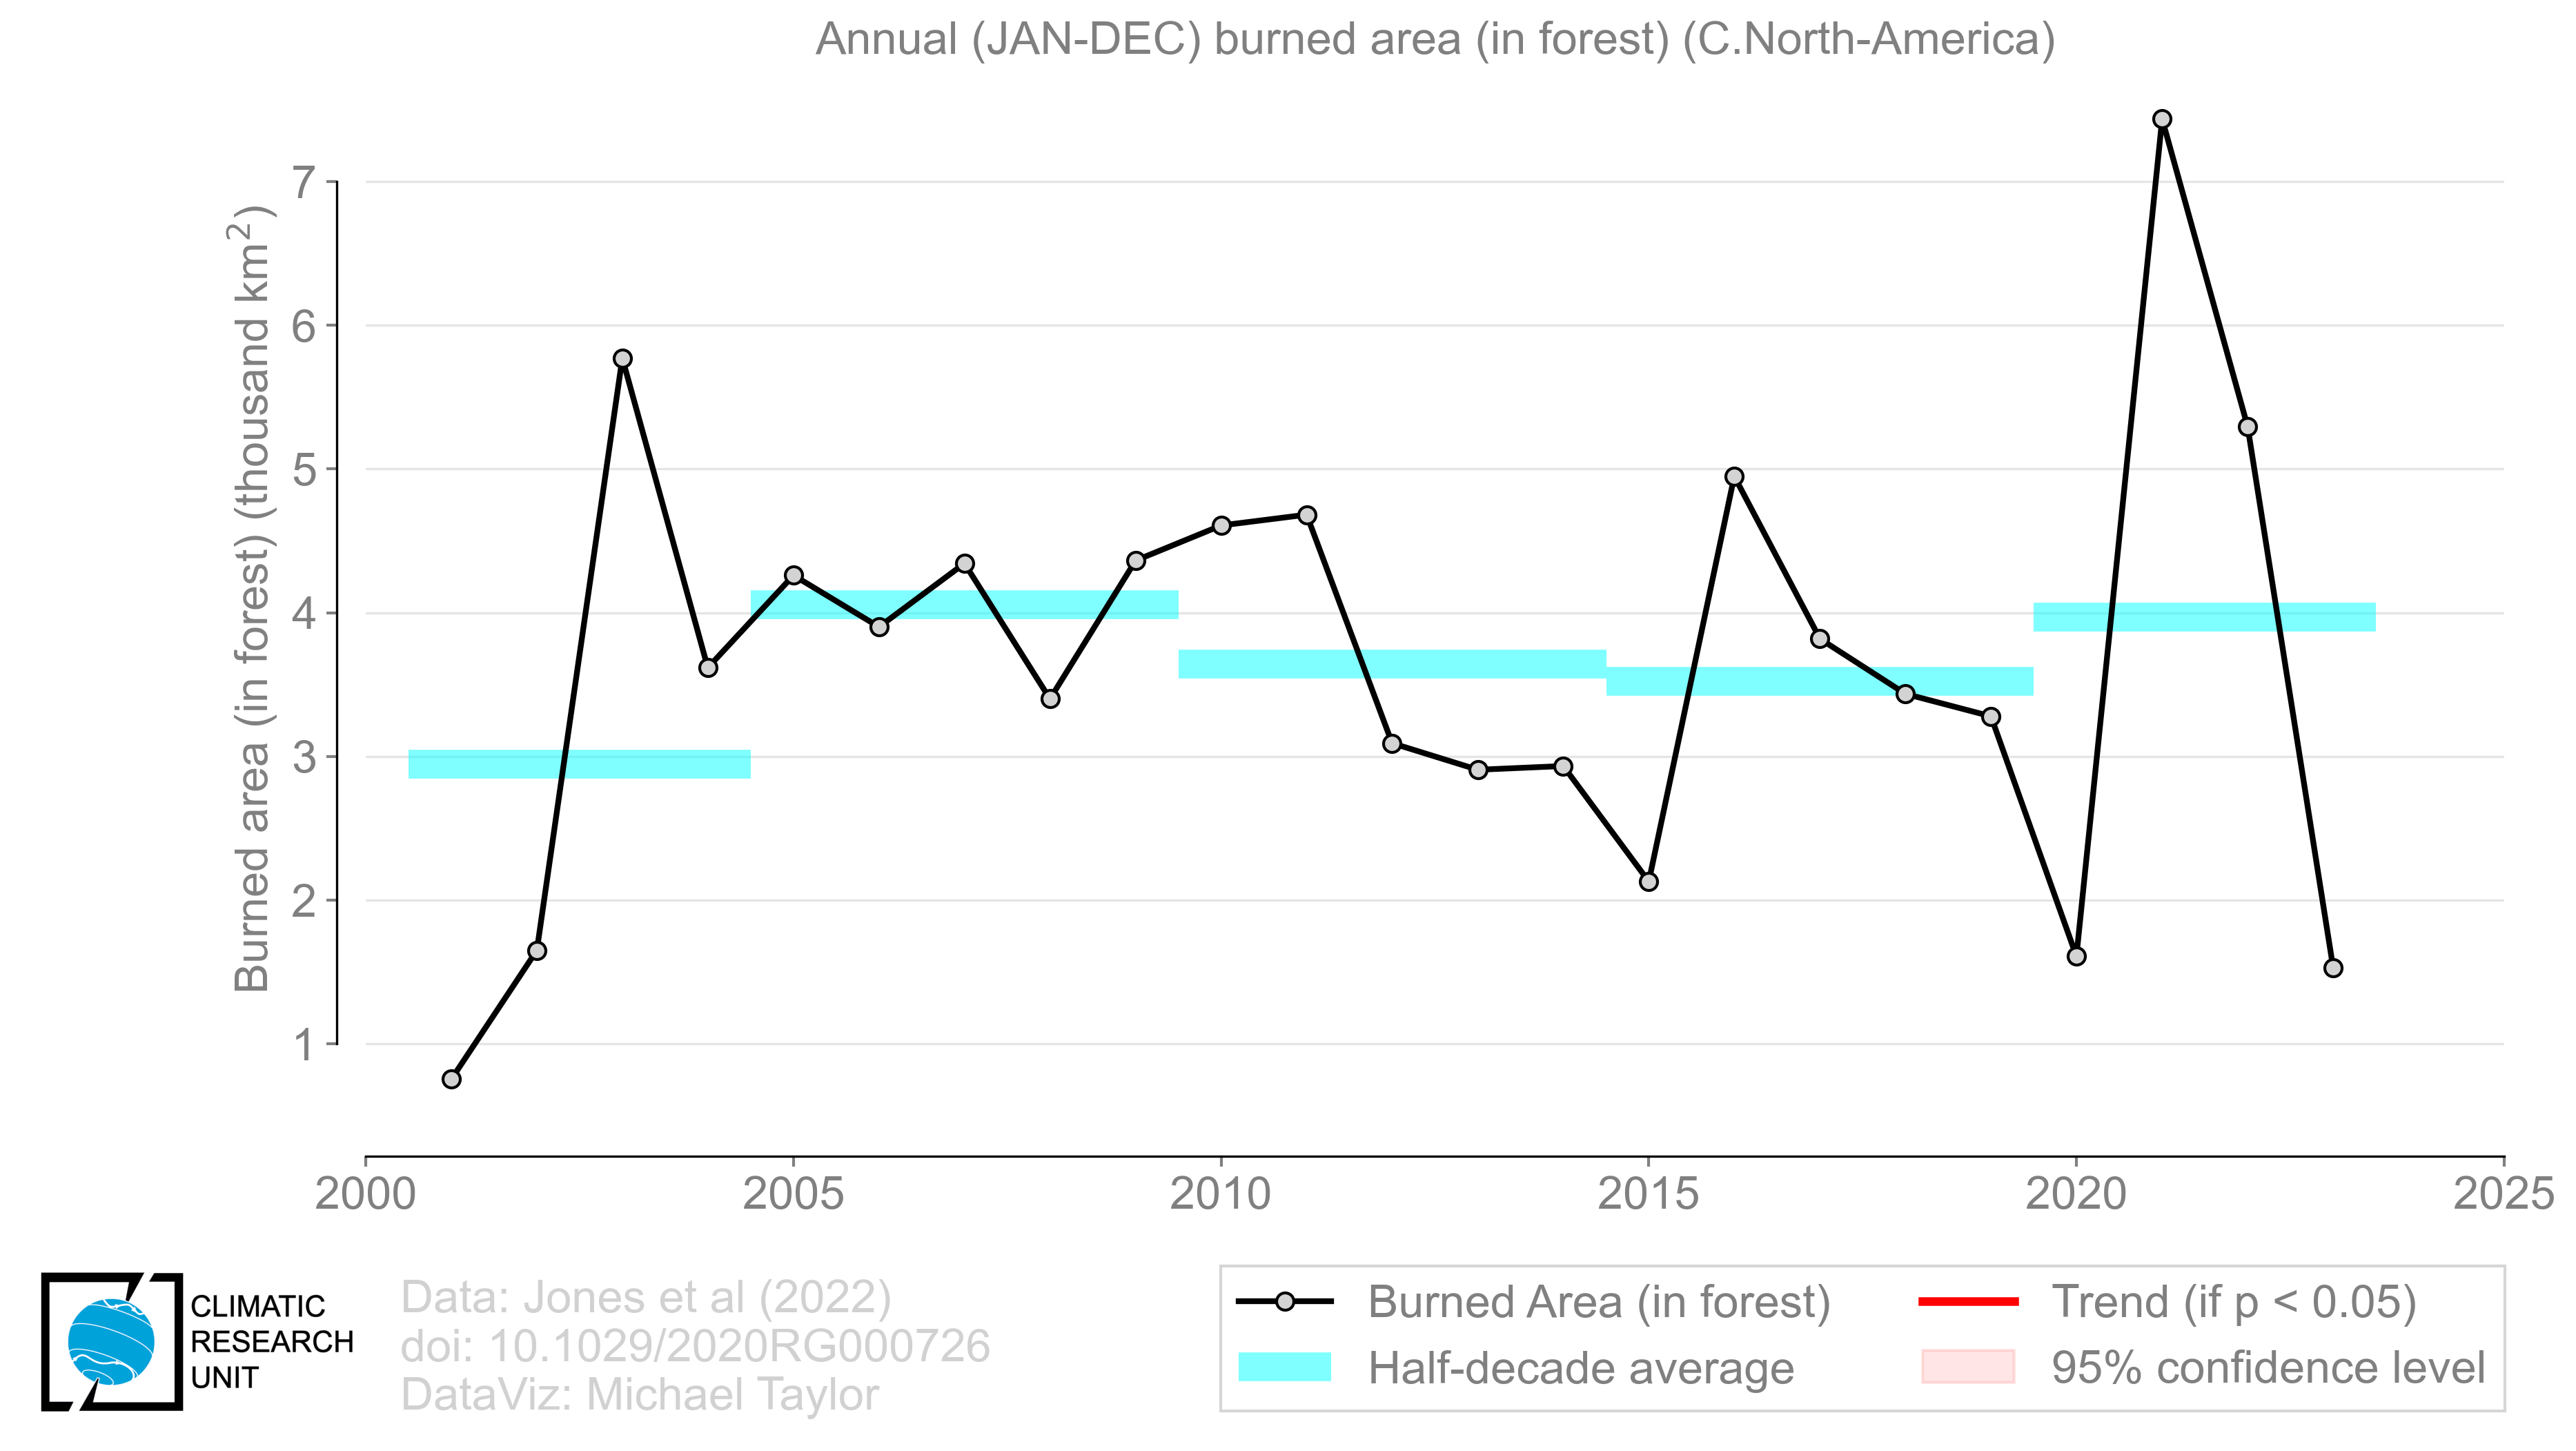 Annual (JAN-DEC) burned area (in forest) (C.North-America)
Burned area (in forest) (thousand km²)
7
6
5
4
3
2
1
2000 2005 2010 2015 2020 2025
CLIMATIC
RESEARCH
UNIT
Data: Jones et al (2022)
doi: 10.1029/2020RG000726
DataViz: Michael Taylor
Burned Area (in forest)
Half-decade average
Trend (if p < 0.05)
95% confidence level